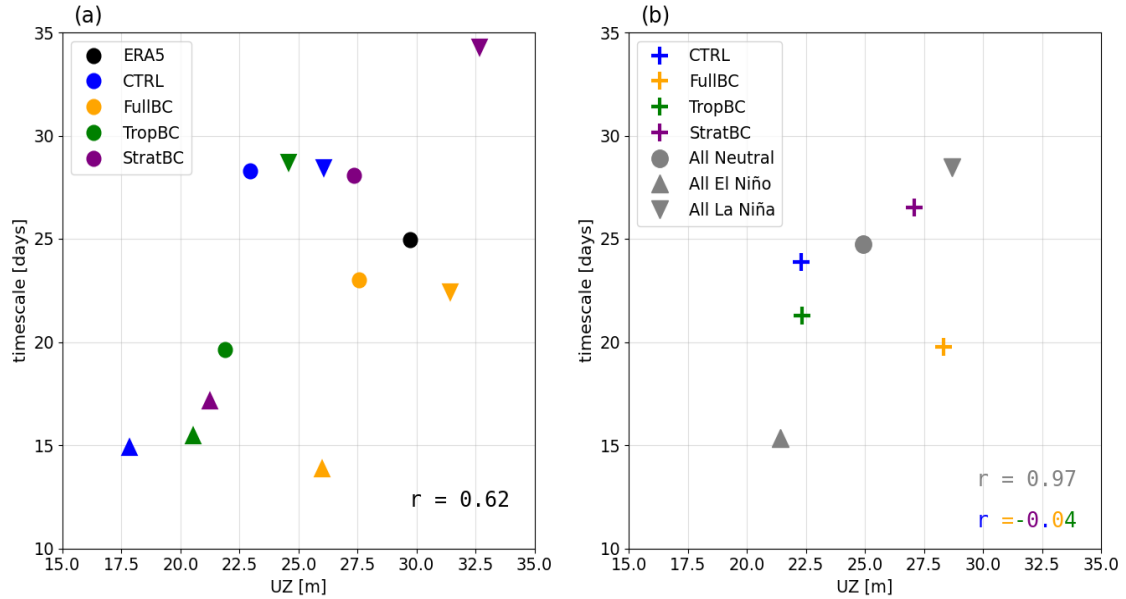 (a)
35
30
25
20
15
10
timescale [days]
ERA5
CTRL
FullBC
TropBC
StratBC
r = 0.62
15.0 17.5 20.0 22.5 25.0 27.5 30.0 32.5 35.0
UZ [m]
(b)
35
30
25
20
15
10
timescale [days]
CTRL
FullBC
TropBC
StratBC
All Neutral
All El Niño
All La Niña
r = 0.97
r =-0.04
15.0 17.5 20.0 22.5 25.0 27.5 30.0 32.5 35.0
UZ [m]